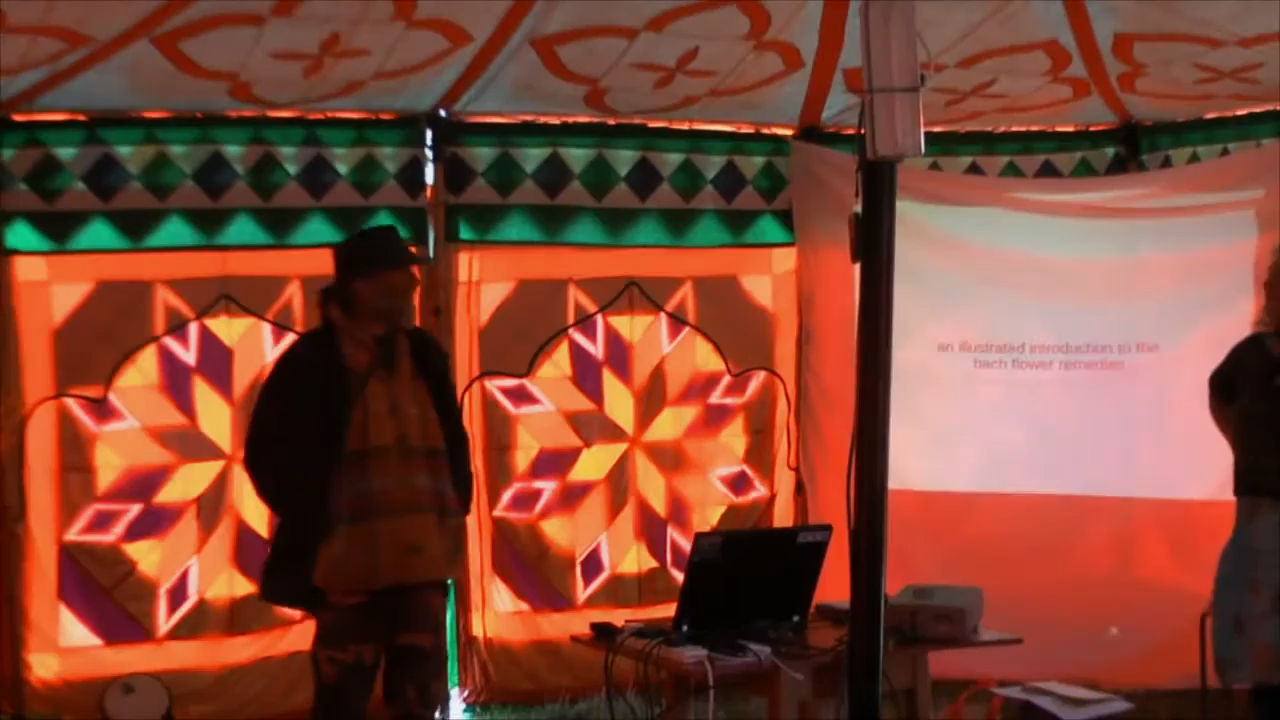 an illustrated introduction to the
bach flower remedies